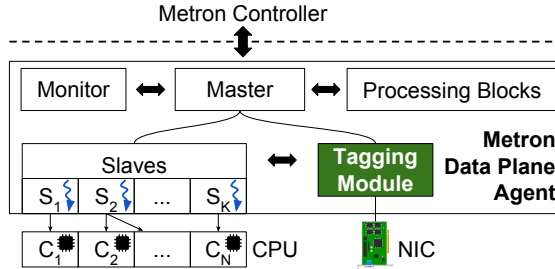 Metron Controller
Monitor
Master
Processing Blocks
Slaves
Tagging
Module
Metron
Data Plane
Agent
S1 S2 ... SK
C1 C2 ... CN CPU
NIC